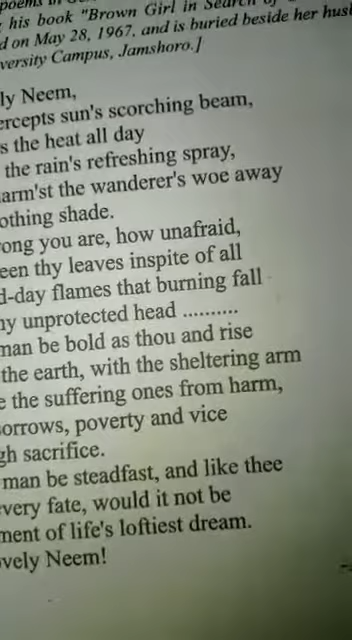 poems in
his book "Brown Girl in Search of
d on May 28, 1967, and is buried beside her hus
versity Campus, Jamshoro.]
ly Neem,
ercepts sun's scorching beam,
s the heat all day
the rain's refreshing spray,
arm'st the wanderer's woe away
othing shade.
ong you are, how unafraid,
een thy leaves inspite of all
d-day flames that burning fall
ny unprotected head ..........
man be bold as thou and rise
the earth, with the sheltering arm
e the suffering ones from harm,
orrows, poverty and vice
gh sacrifice.
man be steadfast, and like thee
very fate, would it not be
ment of life's loftiest dream.
vely Neem!